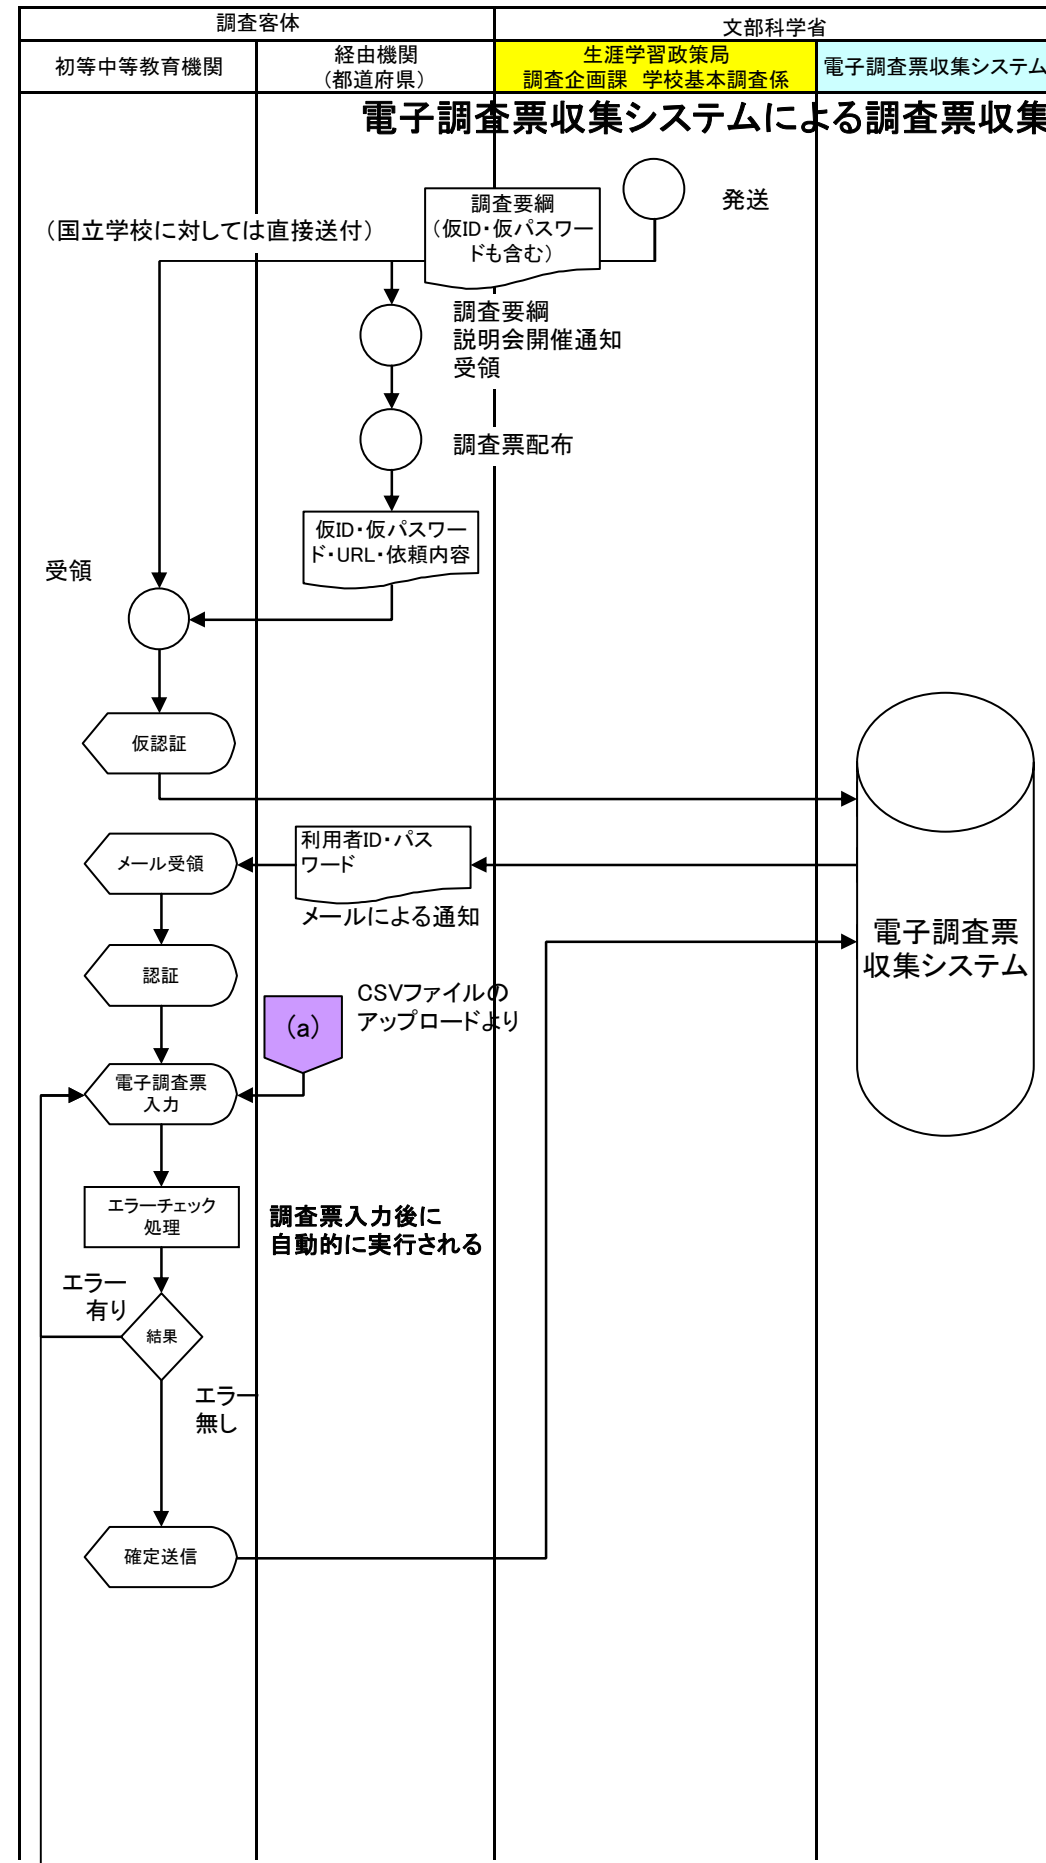 調査客体
文部科学省
初等中等教育機関
経由機関
（都道府県）
生涯学習政策局
調査企画課　学校基本調査係
電子調査票収集システム
電子調査票収集システムによる調査票収集
発送
調査要綱
（仮ID・仮パスワー
ドも含む）
（国立学校に対しては直接送付）
調査要綱
説明会開催通知
受領
調査票配布
仮ID・仮パスワー
ド・URL・依頼内容
受領
仮認証
利用者ID・パス
ワード
メール受領
メールによる通知
電子調査票
収集システム
認証
CSVファイルの
アップロードより
（a）
電子調査票
入力
エラーチェック
処理
調査票入力後に
自動的に実行される
エラー
有り
結果
エラー
無し
確定送信